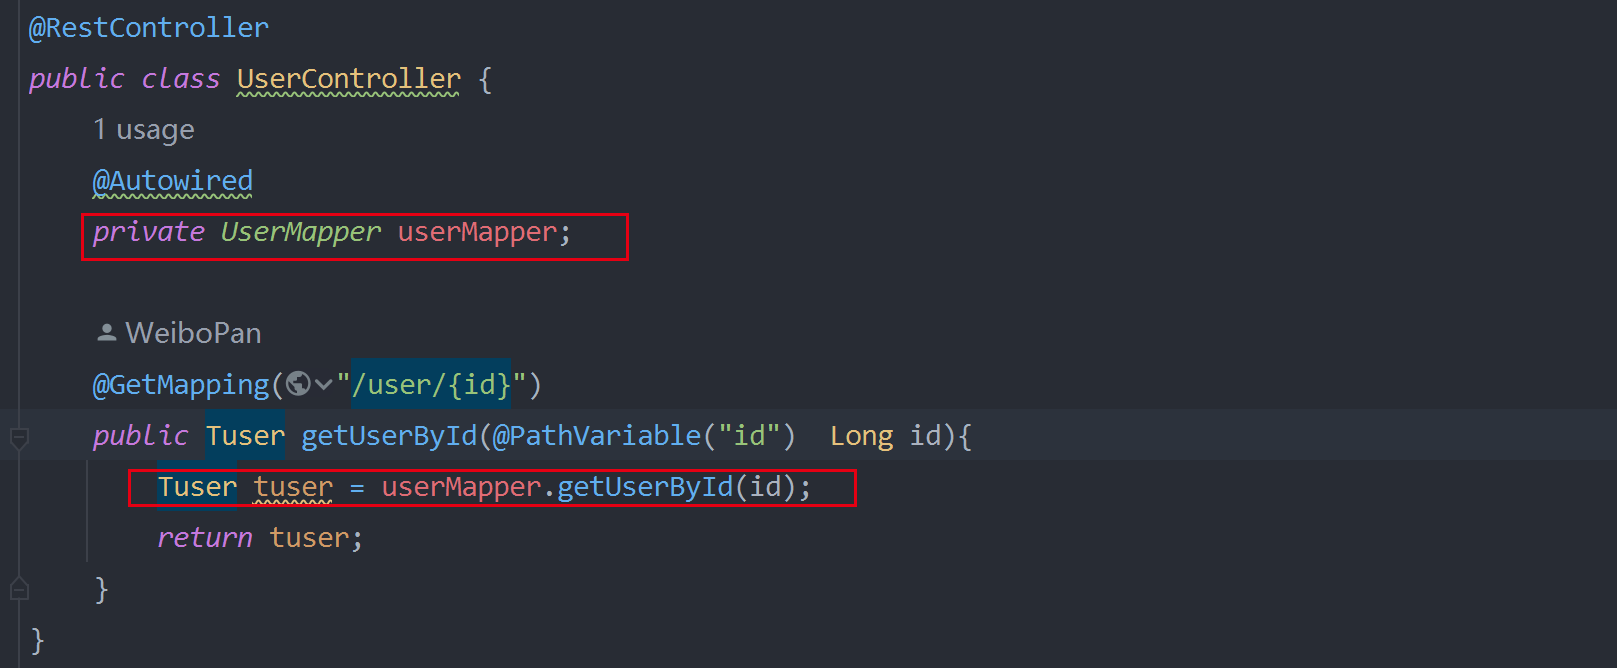 @RestController
public class UserController {
1 usage
@Autowired
private UserMapper userMapper;
WeiboPan
@GetMapping("/user/{id}")
public Tuser getUserById(@PathVariable("id")  Long id){
Tuser tuser = userMapper.getUserById(id);
return tuser;
}
}